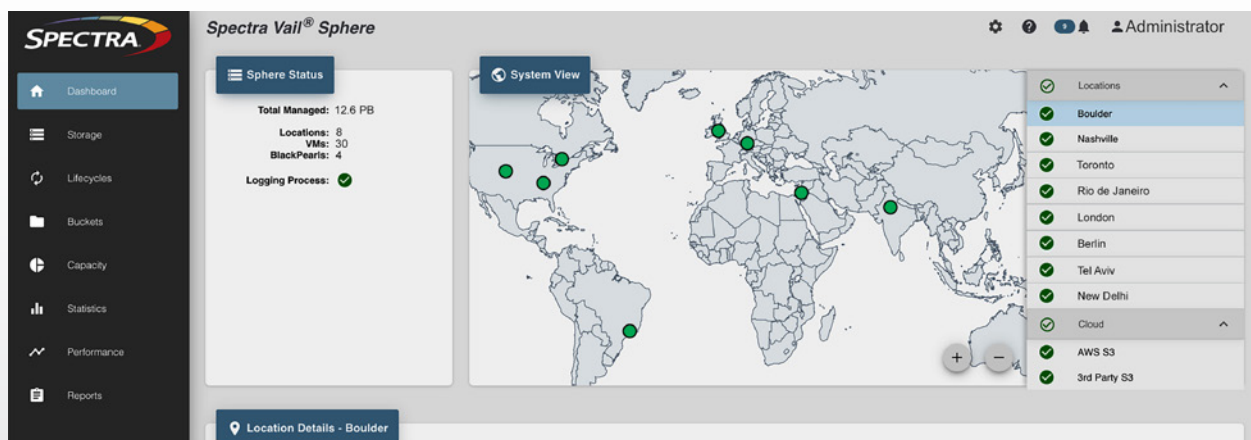 SPECTRA
Spectra Vail® Sphere
9
Administrator
Dashboard
Storage
Lifecycles
Buckets
Capacity
Statistics
Performance
Reports
Sphere Status
Total Managed: 12.6 PB
Locations: 8
VMs: 30
BlackPearls: 4
Logging Process:
System View
+
−
Locations
Boulder
Nashville
Toronto
Rio de Janeiro
London
Berlin
Tel Aviv
New Delhi
Cloud
AWS S3
3rd Party S3
Location Details - Boulder